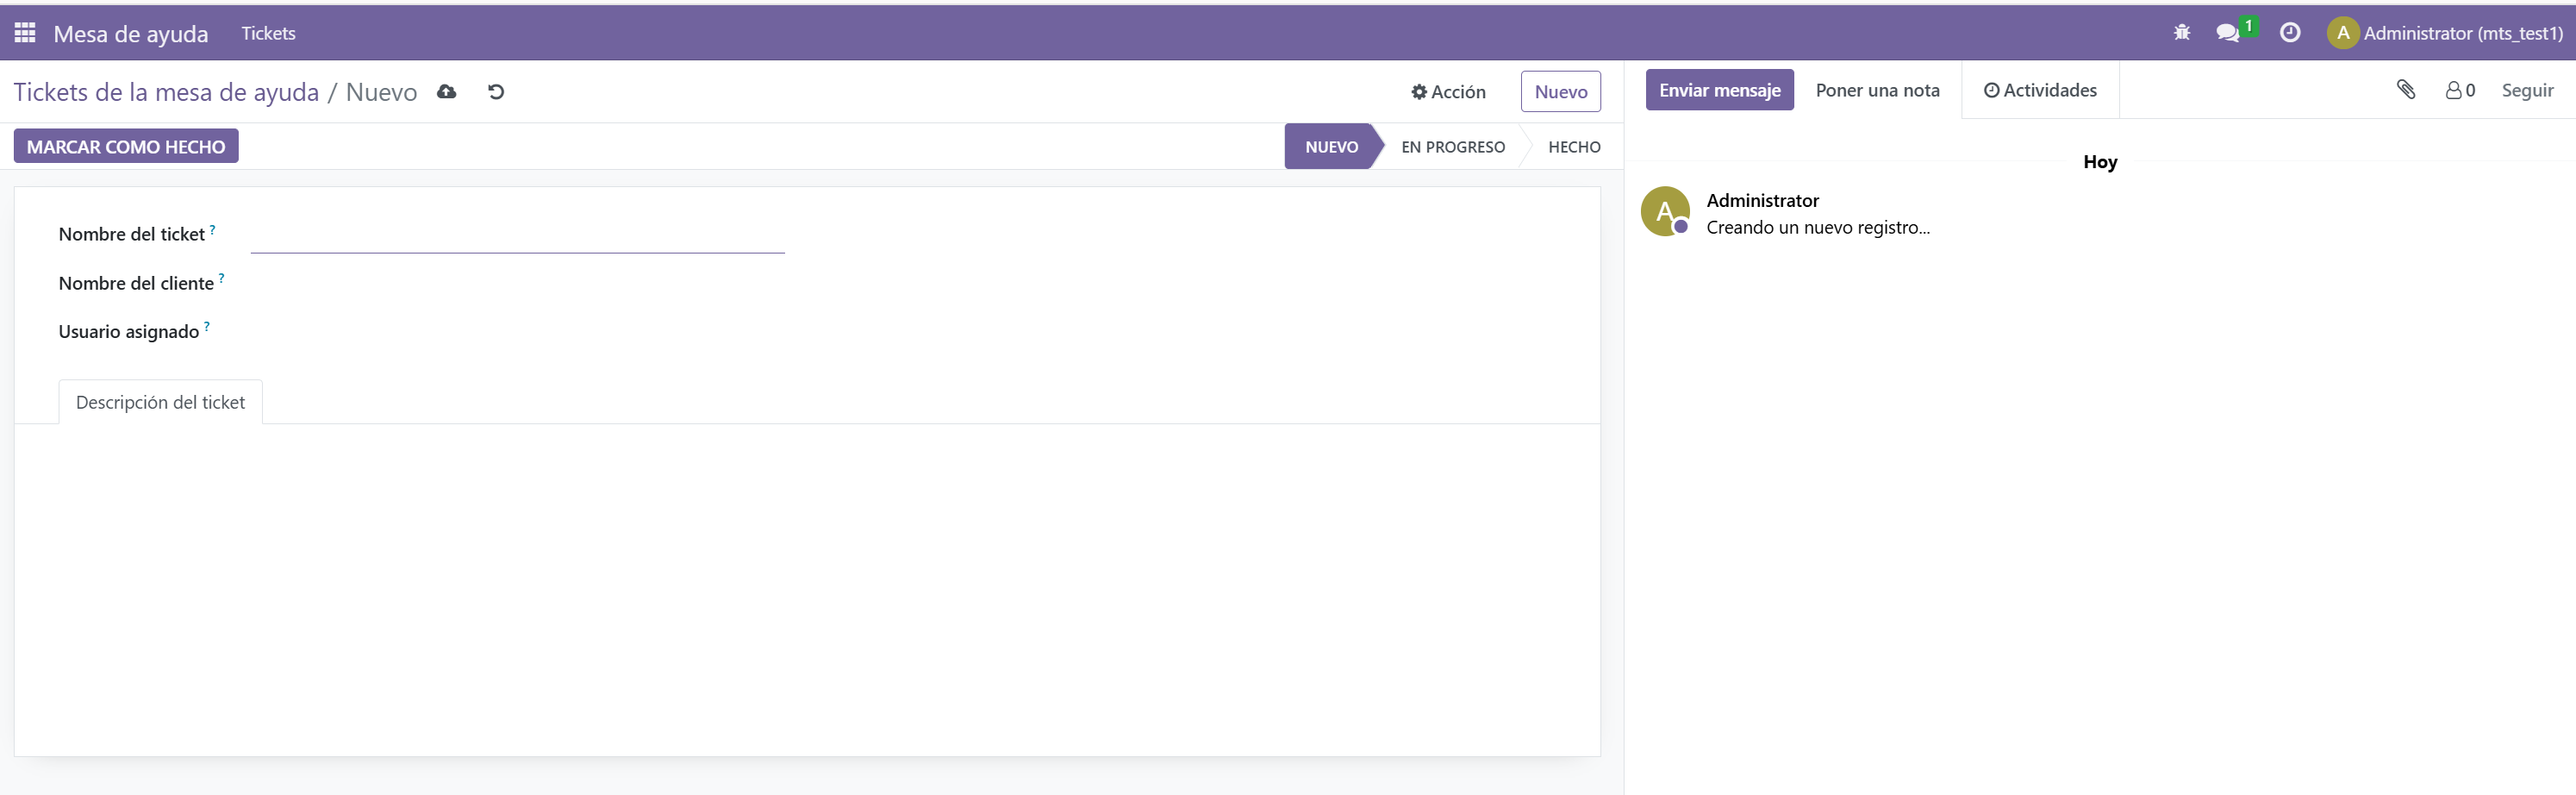 Mesa de ayuda Tickets 1 A Administrator (mts_test1)
Tickets de la mesa de ayuda / Nuevo Acción Nuevo
MARCAR COMO HECHO NUEVO EN PROGRESO HECHO
Nombre del ticket ?
Nombre del cliente ?
Usuario asignado ?
Descripción del ticket
Enviar mensaje Poner una nota Actividades 0 Seguir
Hoy
A Administrator
Creando un nuevo registro...